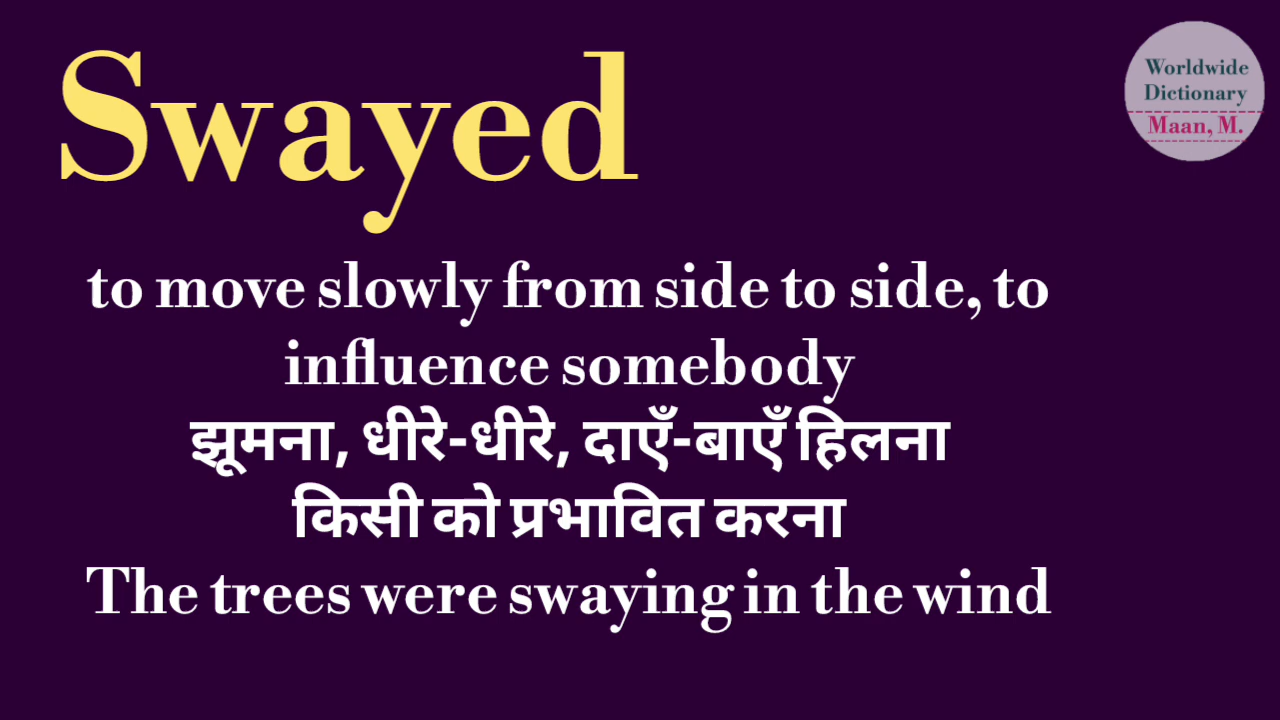 Swayed
Worldwide
Dictionary
Maan, M.
to move slowly from side to side, to
influence somebody
झूमना, धीरे-धीरे, दाएँ-बाएँ हिलना
किसी को प्रभावित करना
The trees were swaying in the wind